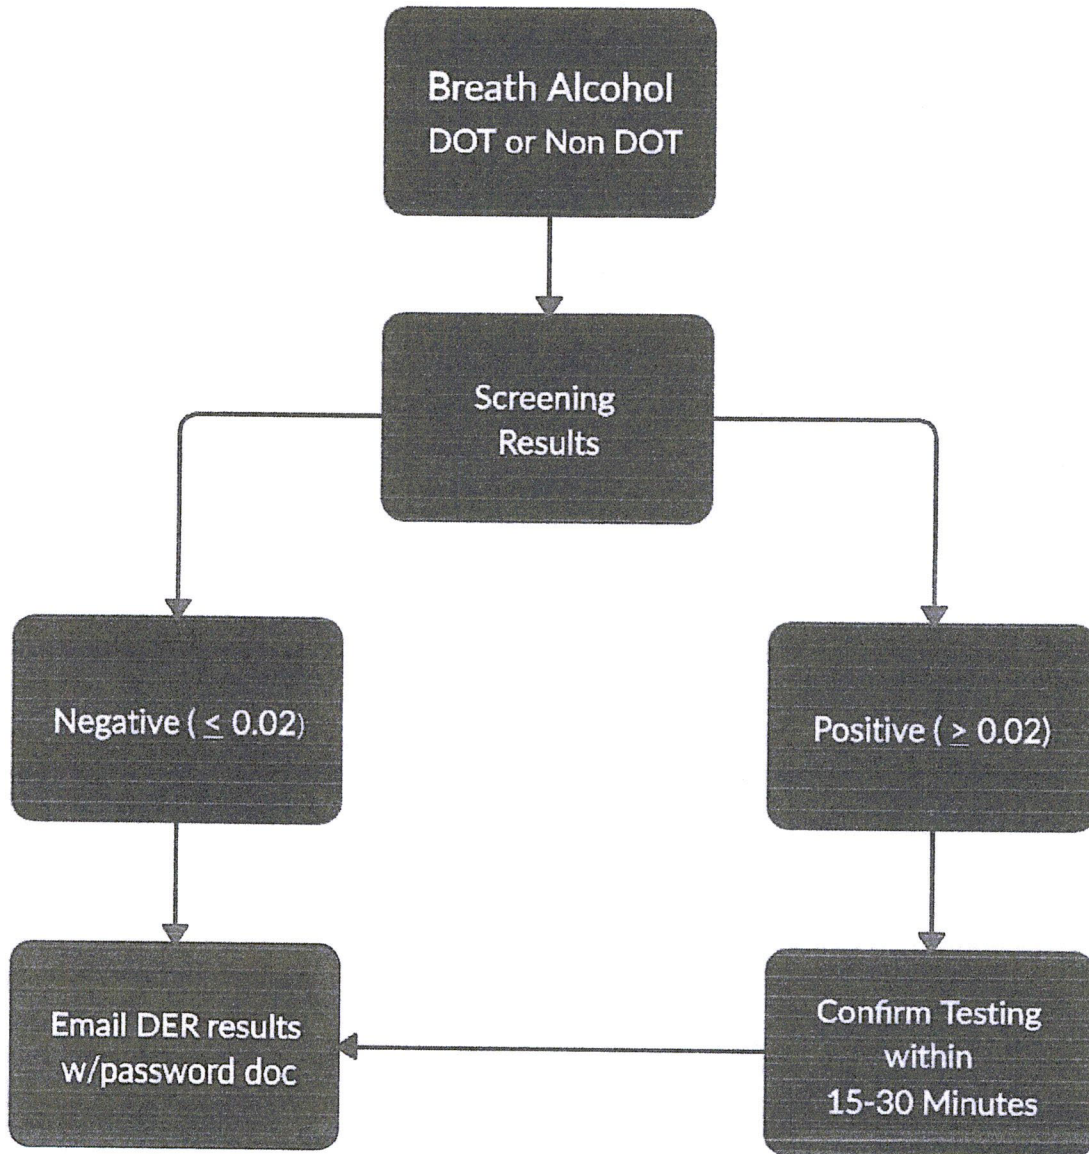 Breath Alcohol
DOT or Non DOT
Screening
Results
Negative ( ≤ 0.02)
Positive ( ≥ 0.02)
Email DER results
w/password doc
Confirm Testing
within
15-30 Minutes